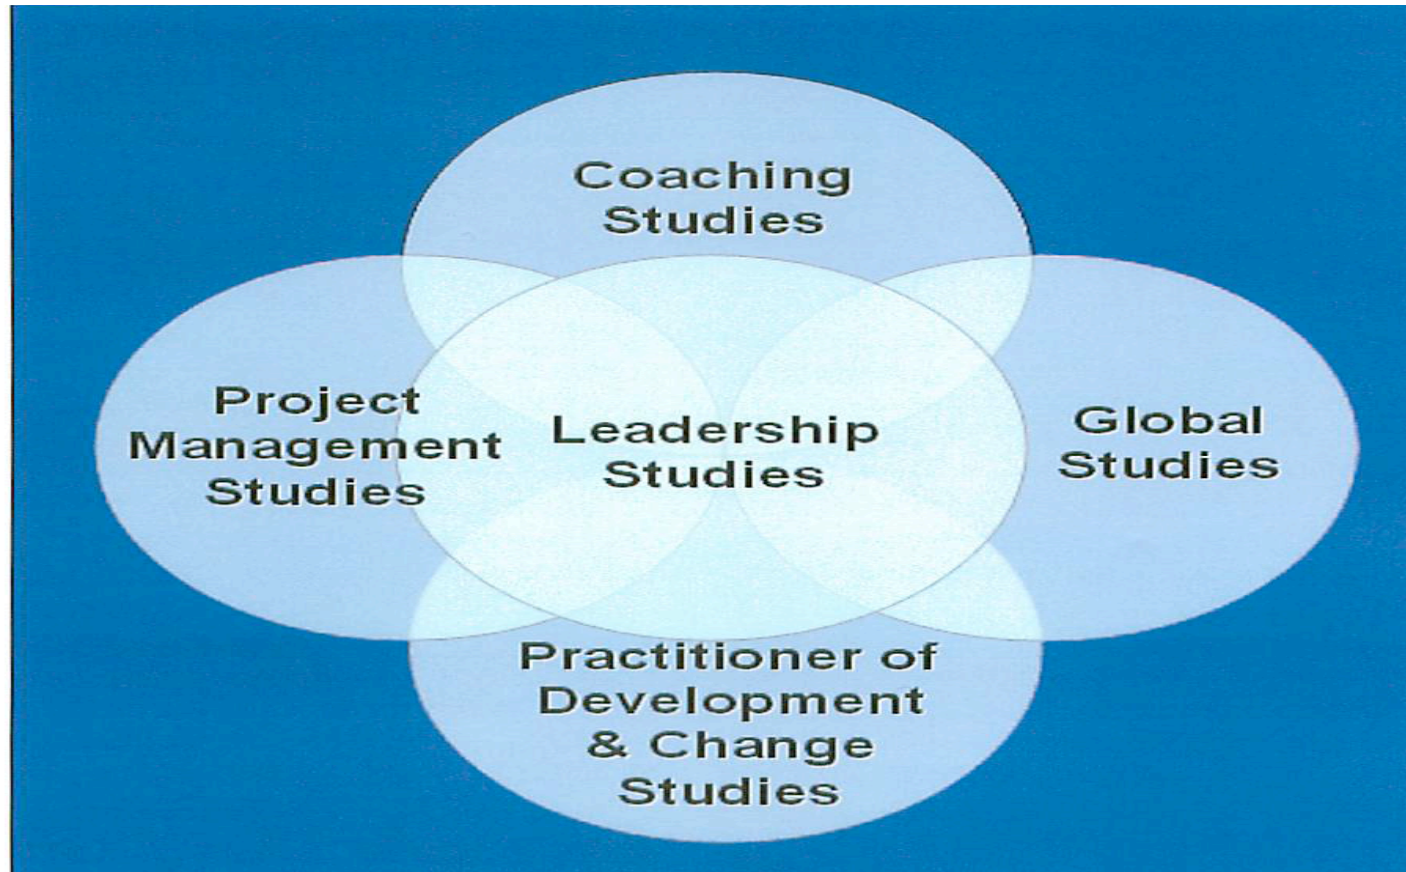 Coaching
Studies
Project
Management
Studies
Leadership
Studies
Global
Studies
Practitioner of
Development
& Change
Studies